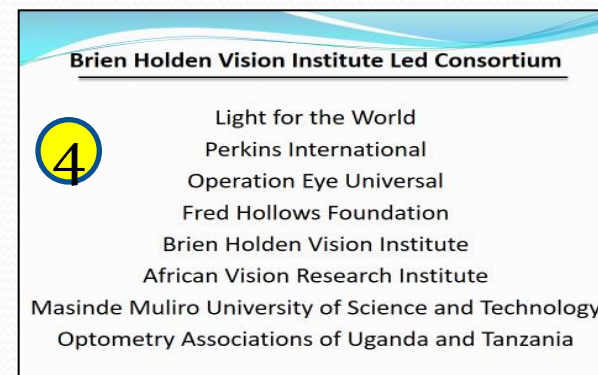 Brien Holden Vision Institute Led Consortium
4
Light for the World
Perkins International
Operation Eye Universal
Fred Hollows Foundation
Brien Holden Vision Institute
African Vision Research Institute
Masinde Muliro University of Science and Technology
Optometry Associations of Uganda and Tanzania